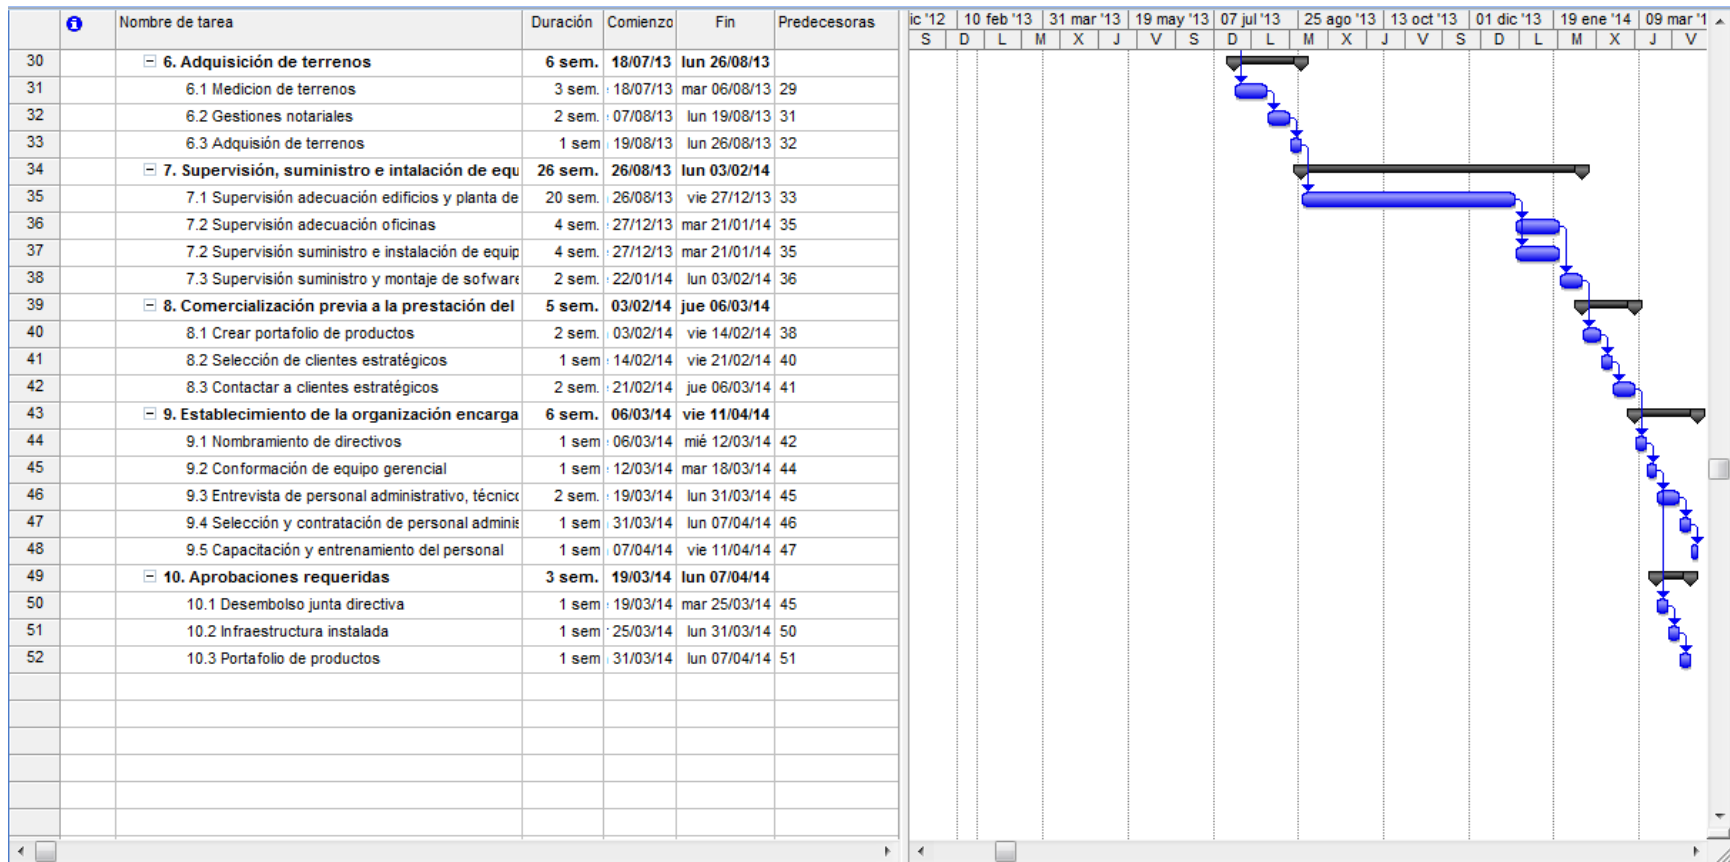 Nombre de tarea Duración Comienzo Fin Predecesoras
ic '12 10 feb '13 31 mar '13 19 may '13 07 jul '13 25 ago '13 13 oct '13 01 dic '13 19 ene '14 09 mar '1
S D L M X J V S D L M X J V S D L M X J V
30 6. Adquisición de terrenos 6 sem. 18/07/13 lun 26/08/13
31 6.1 Medicion de terrenos 3 sem. 18/07/13 mar 06/08/13 29
32 6.2 Gestiones notariales 2 sem. 07/08/13 lun 19/08/13 31
33 6.3 Adquisión de terrenos 1 sem 19/08/13 lun 26/08/13 32
34 7. Supervisión, suministro e intalación de equ 26 sem. 26/08/13 lun 03/02/14
35 7.1 Supervisión adecuación edificios y planta de 20 sem. 26/08/13 vie 27/12/13 33
36 7.2 Supervisión adecuación oficinas 4 sem. 27/12/13 mar 21/01/14 35
37 7.2 Supervisión suministro e instalación de equip 4 sem. 27/12/13 mar 21/01/14 35
38 7.3 Supervisión suministro y montaje de sofware 2 sem. 22/01/14 lun 03/02/14 36
39 8. Comercialización previa a la prestación del 5 sem. 03/02/14 jue 06/03/14
40 8.1 Crear portafolio de productos 2 sem. 03/02/14 vie 14/02/14 38
41 8.2 Selección de clientes estratégicos 1 sem 14/02/14 vie 21/02/14 40
42 8.3 Contactar a clientes estratégicos 2 sem. 21/02/14 jue 06/03/14 41
43 9. Establecimiento de la organización encarga 6 sem. 06/03/14 vie 11/04/14
44 9.1 Nombramiento de directivos 1 sem 06/03/14 mié 12/03/14 42
45 9.2 Conformación de equipo gerencial 1 sem 12/03/14 mar 18/03/14 44
46 9.3 Entrevista de personal administrativo, técnicc 2 sem. 19/03/14 lun 31/03/14 45
47 9.4 Selección y contratación de personal adminis 1 sem 31/03/14 lun 07/04/14 46
48 9.5 Capacitación y entrenamiento del personal 1 sem 07/04/14 vie 11/04/14 47
49 10. Aprobaciones requeridas 3 sem. 19/03/14 lun 07/04/14
50 10.1 Desembolso junta directiva 1 sem 19/03/14 mar 25/03/14 45
51 10.2 Infraestructura instalada 1 sem 25/03/14 lun 31/03/14 50
52 10.3 Portafolio de productos 1 sem 31/03/14 lun 07/04/14 51